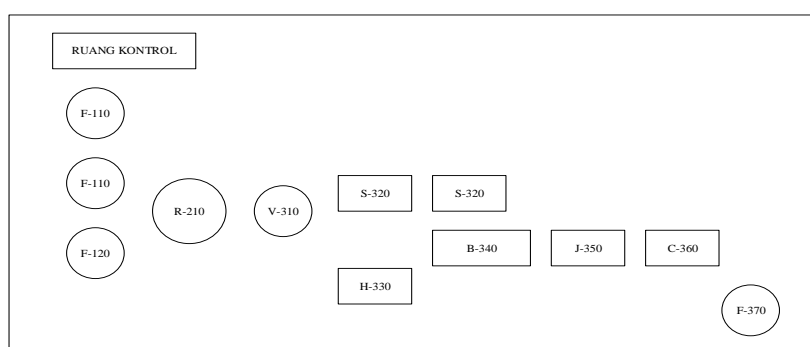 RUANG KONTROL
F-110
F-110
S-320
S-320
R-210
V-310
F-120
B-340
J-350
C-360
H-330
F-370